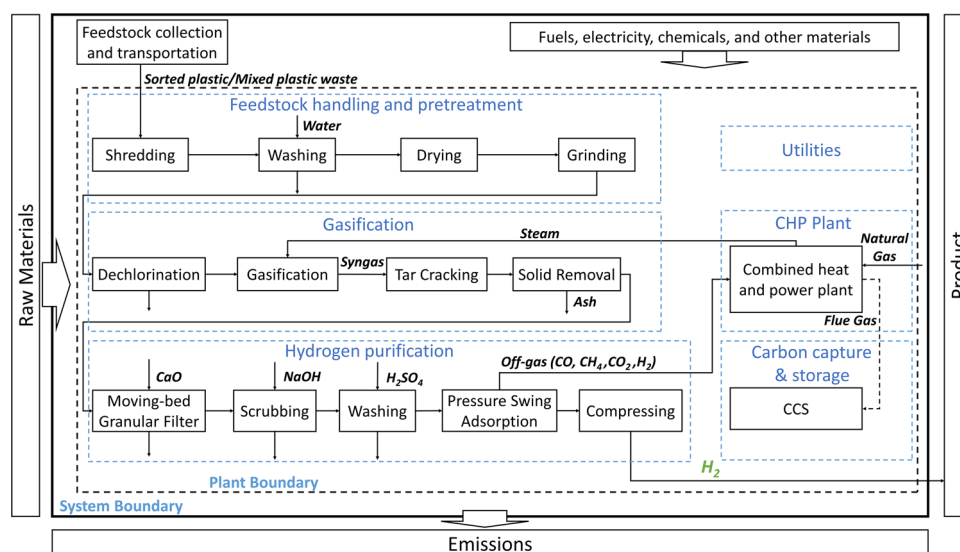 Feedstock collection
and transportation
Fuels, electricity, chemicals, and other materials
Sorted plastic/Mixed plastic waste
Feedstock handling and pretreatment
Water
Shredding
Washing
Drying
Grinding
Utilities
Gasification
Steam
CHP Plant
Natural
Gas
Dechlorination
Gasification
Syngas
Tar Cracking
Solid Removal
Ash
Combined heat
and power plant
Flue Gas
Hydrogen purification
Off-gas (CO, CH₄,CO₂,H₂)
Carbon capture
& storage
CaO
NaOH
H₂SO₄
Moving-bed
Granular Filter
Scrubbing
Washing
Pressure Swing
Adsorption
Compressing
CCS
H₂
Plant Boundary
System Boundary
Raw Materials
Product
Emissions